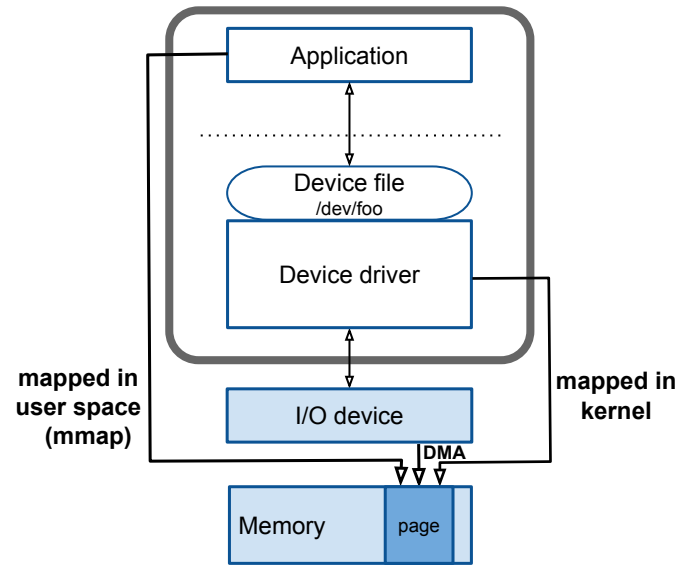 Application
Device file
/dev/foo
Device driver
mapped in
user space
(mmap)
mapped in
kernel
I/O device
DMA
Memory
page